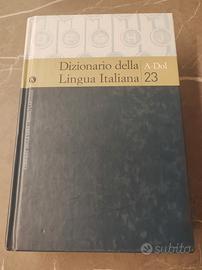 Dizionario della A-Dol
Lingua Italiana 23
subito